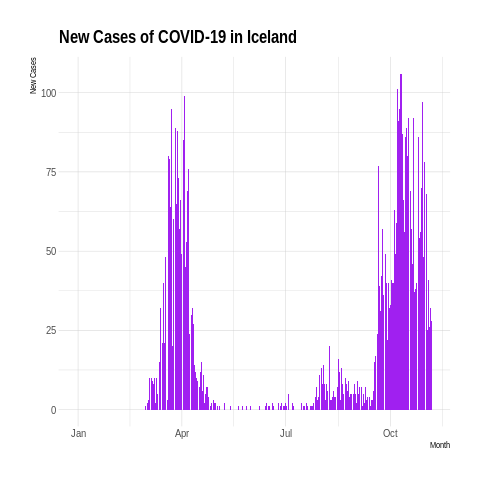 New Cases of COVID-19 in Iceland
New Cases
100
75
50
25
0
Jan Apr Jul Oct
Month